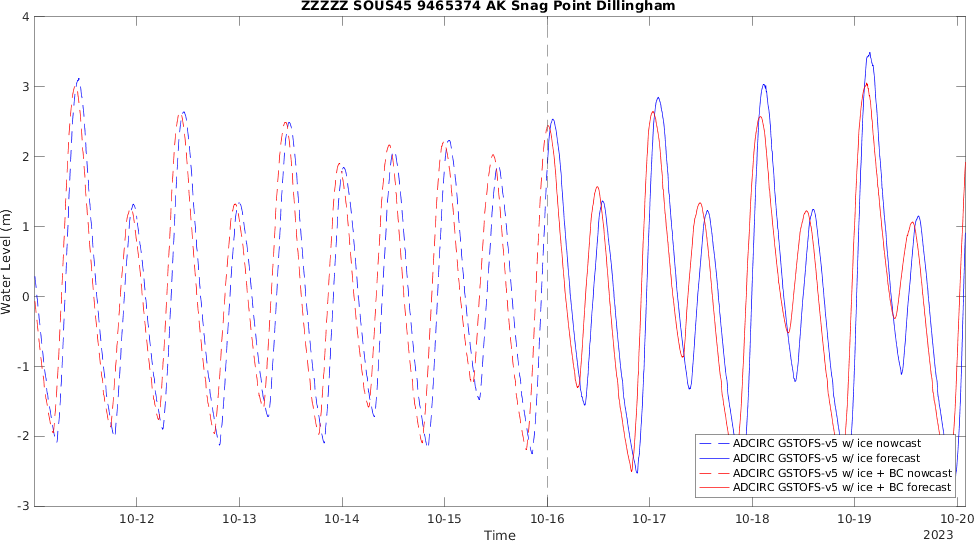 ZZZZZ SOUS45 9465374 AK Snag Point Dillingham
4
3
2
1
0
-1
-2
-3
Water Level (m)
10-12 10-13 10-14 10-15 10-16 10-17 10-18 10-19 10-20
Time
2023
ADCIRC GSTOFS-v5 w/ ice nowcast
ADCIRC GSTOFS-v5 w/ ice forecast
ADCIRC GSTOFS-v5 w/ ice + BC nowcast
ADCIRC GSTOFS-v5 w/ ice + BC forecast